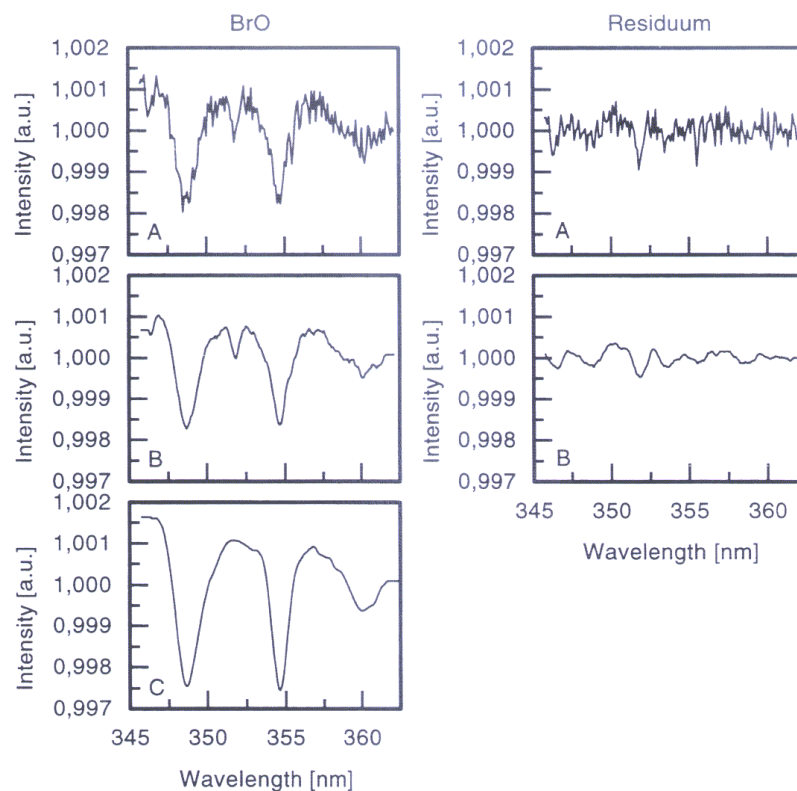 BrO
1,002
1,001
1,000
0,999
0,998
0,997
Intensity [a.u.]
A
1,002
1,001
1,000
0,999
0,998
0,997
Intensity [a.u.]
B
1,002
1,001
1,000
0,999
0,998
0,997
Intensity [a.u.]
C
345 350 355 360
Wavelength [nm]
Residuum
1,002
1,001
1,000
0,999
0,998
0,997
Intensity [a.u.]
A
1,002
1,001
1,000
0,999
0,998
0,997
Intensity [a.u.]
B
345 350 355 360
Wavelength [nm]